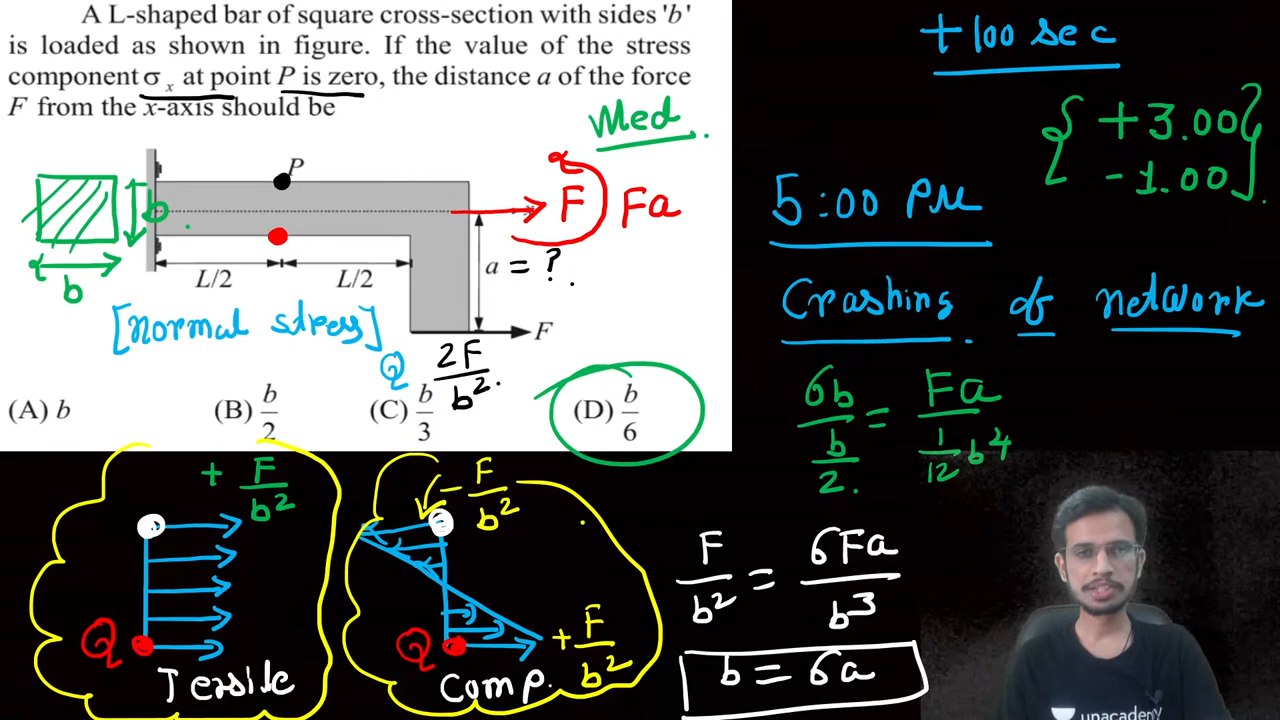 A L-shaped bar of square cross-section with sides 'b'
is loaded as shown in figure. If the value of the stress
component σx at point P is zero, the distance a of the force
F from the x-axis should be
Med.
P
b
F
Fa
L/2
L/2
a = ?
b
[normal stress]
F
Q
2F/b².
(A) b
(B) b/2
(C) b/3
(D) b/6
+100 sec
{ +3.00
-1.00 }
5:00 PM
Crashing of network
6b/(b/2) = Fa/(1/12 b⁴)
F/b² = 6Fa/b³
b = 6a
+ F/b²
Q
Tensile
- F/b²
Q
+ F/b²
Comp.
unacademy